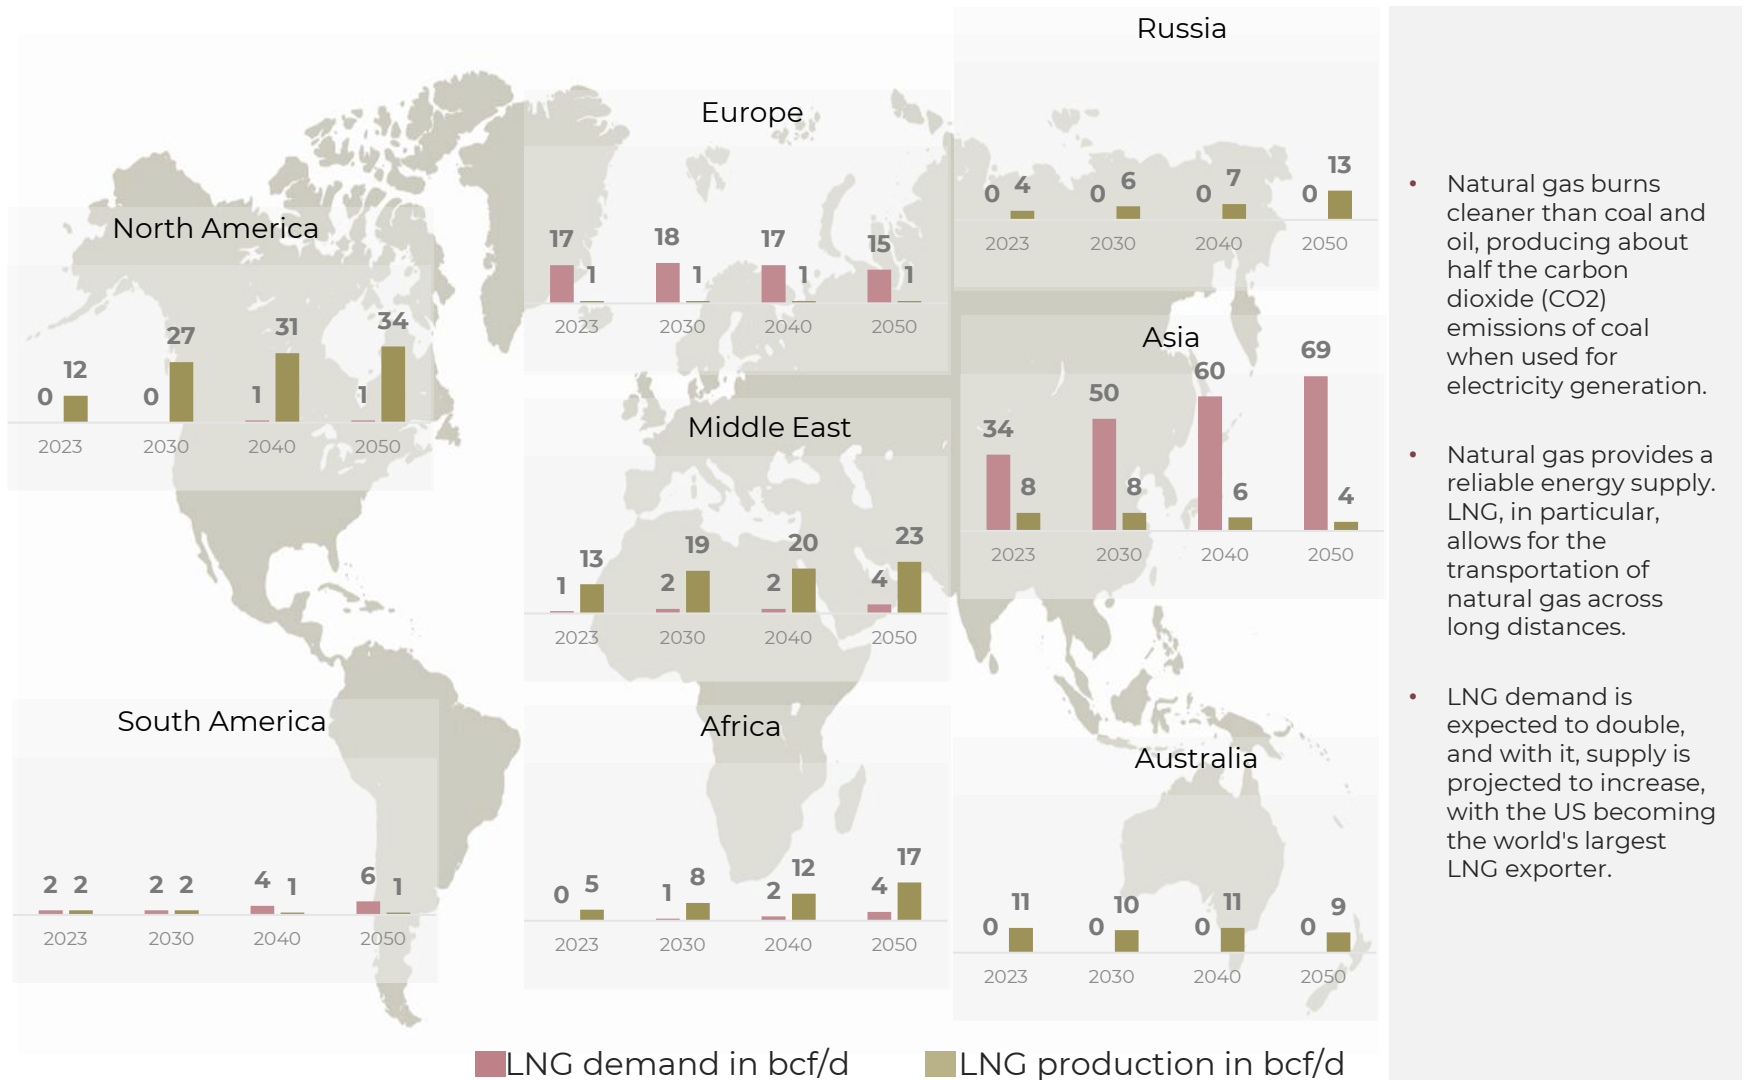 Russia
0 4 0 6 0 7 0 13
2023 2030 2040 2050
Europe
17 1 18 1 17 1 15 1
2023 2030 2040 2050
North America
0 12 0 27 1 31 1 34
2023 2030 2040 2050
Asia
34 8 50 8 60 6 69 4
2023 2030 2040 2050
Middle East
1 13 2 19 2 20 4 23
2023 2030 2040 2050
South America
2 2 2 2 4 1 6 1
2023 2030 2040 2050
Africa
0 5 1 8 2 12 4 17
2023 2030 2040 2050
Australia
0 11 0 10 0 11 0 9
2023 2030 2040 2050
LNG demand in bcf/d
LNG production in bcf/d
• Natural gas burns
cleaner than coal and
oil, producing about
half the carbon
dioxide (CO2)
emissions of coal
when used for
electricity generation.
• Natural gas provides a
reliable energy supply.
LNG, in particular,
allows for the
transportation of
natural gas across
long distances.
• LNG demand is
expected to double,
and with it, supply is
projected to increase,
with the US becoming
the world's largest
LNG exporter.